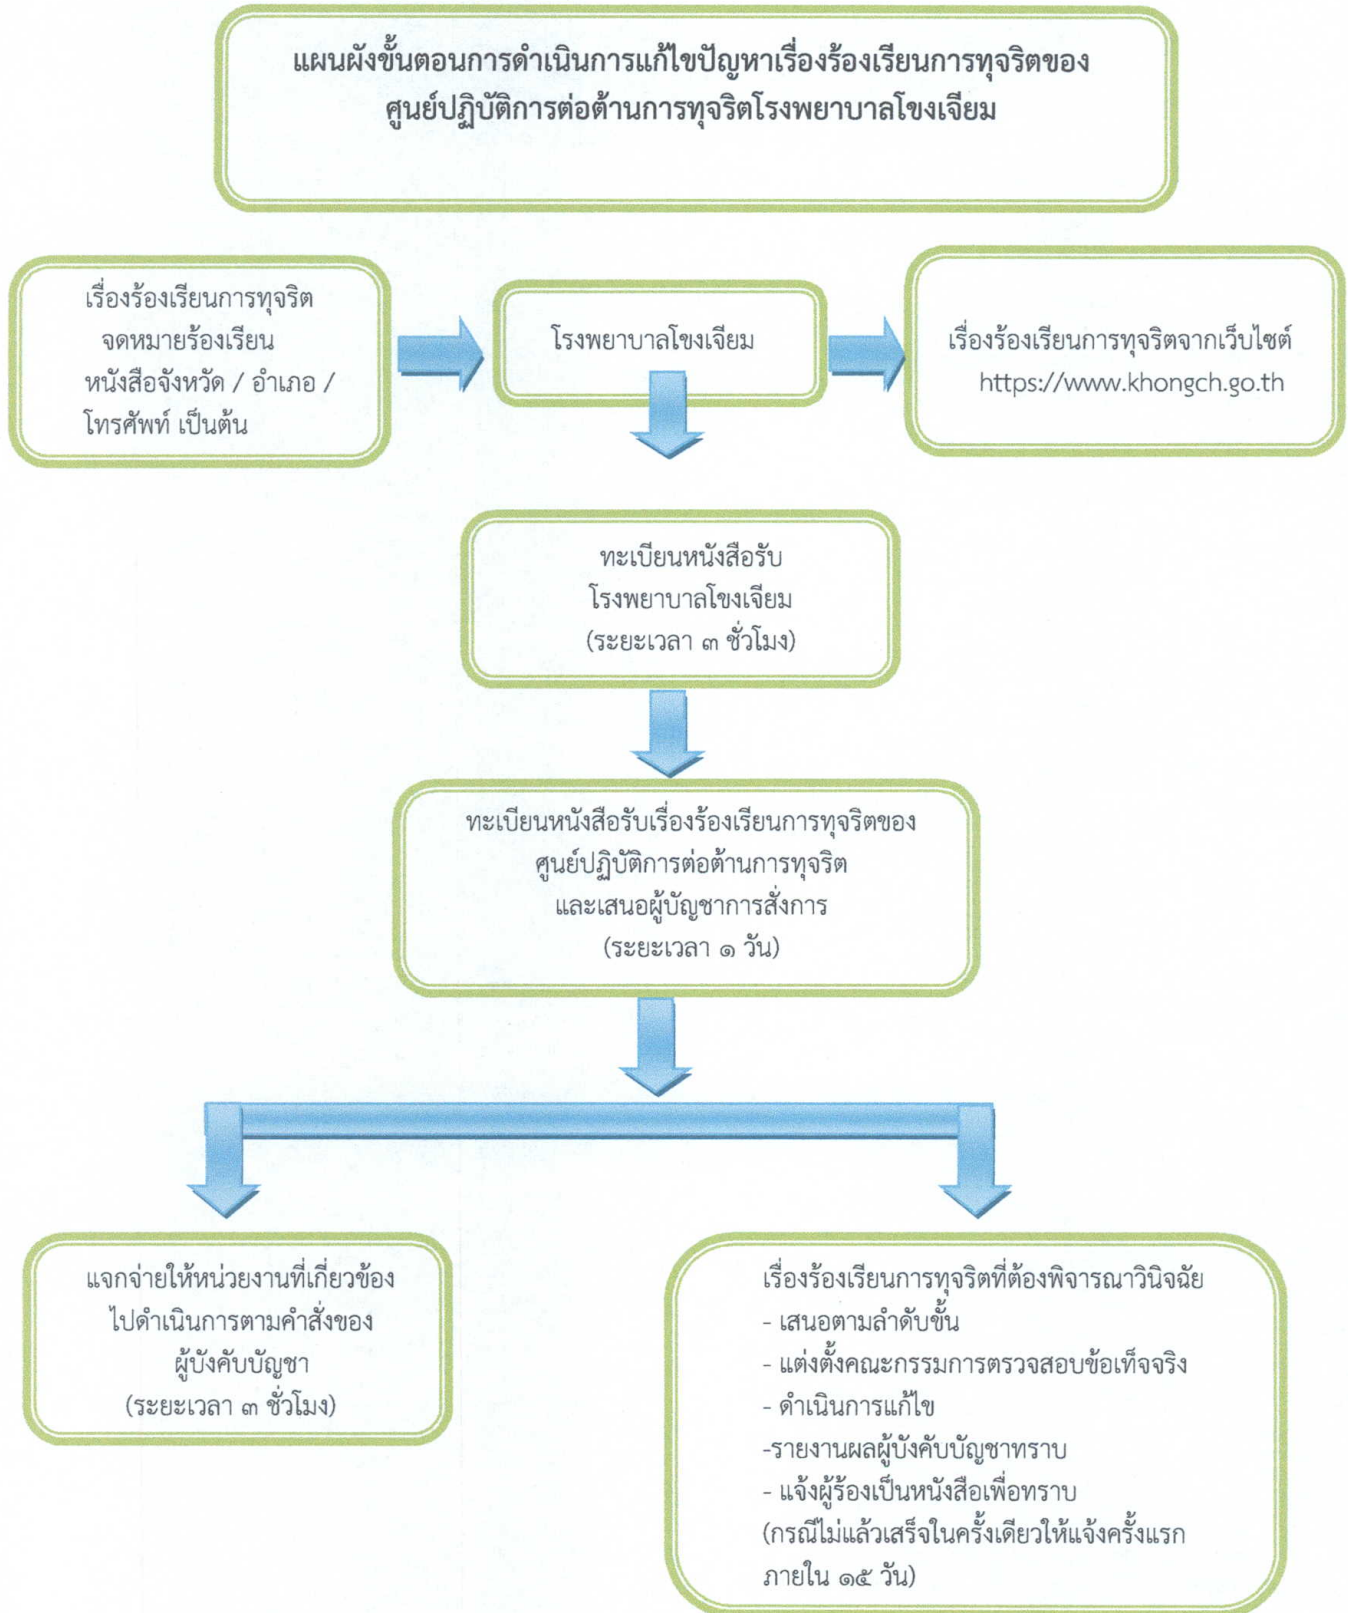 แผนผังขั้นตอนการดำเนินการแก้ไขปัญหาเรื่องร้องเรียนการทุจริตของ
ศูนย์ปฏิบัติการต่อต้านการทุจริตโรงพยาบาลโขงเจียม
เรื่องร้องเรียนการทุจริต
จดหมายร้องเรียน
หนังสือจังหวัด / อำเภอ /
โทรศัพท์ เป็นต้น
โรงพยาบาลโขงเจียม
เรื่องร้องเรียนการทุจริตจากเว็บไซต์
https://www.khongch.go.th
ทะเบียนหนังสือรับ
โรงพยาบาลโขงเจียม
(ระยะเวลา ๓ ชั่วโมง)
ทะเบียนหนังสือรับเรื่องร้องเรียนการทุจริตของ
ศูนย์ปฏิบัติการต่อต้านการทุจริต
และเสนอผู้บัญชาการสั่งการ
(ระยะเวลา ๑ วัน)
แจกจ่ายให้หน่วยงานที่เกี่ยวข้อง
ไปดำเนินการตามคำสั่งของ
ผู้บังคับบัญชา
(ระยะเวลา ๓ ชั่วโมง)
เรื่องร้องเรียนการทุจริตที่ต้องพิจารณาวินิจฉัย
- เสนอตามลำดับขั้น
- แต่งตั้งคณะกรรมการตรวจสอบข้อเท็จจริง
- ดำเนินการแก้ไข
-รายงานผลผู้บังคับบัญชาทราบ
- แจ้งผู้ร้องเป็นหนังสือเพื่อทราบ
(กรณีไม่แล้วเสร็จในครั้งเดียวให้แจ้งครั้งแรก
ภายใน ๑๕ วัน)